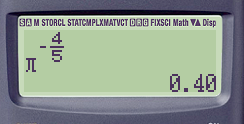 S A M STO RCL STAT CMPLX MAT VCT D R G FIX SCI Math ▼▲ Disp
π^-4/5
0.40